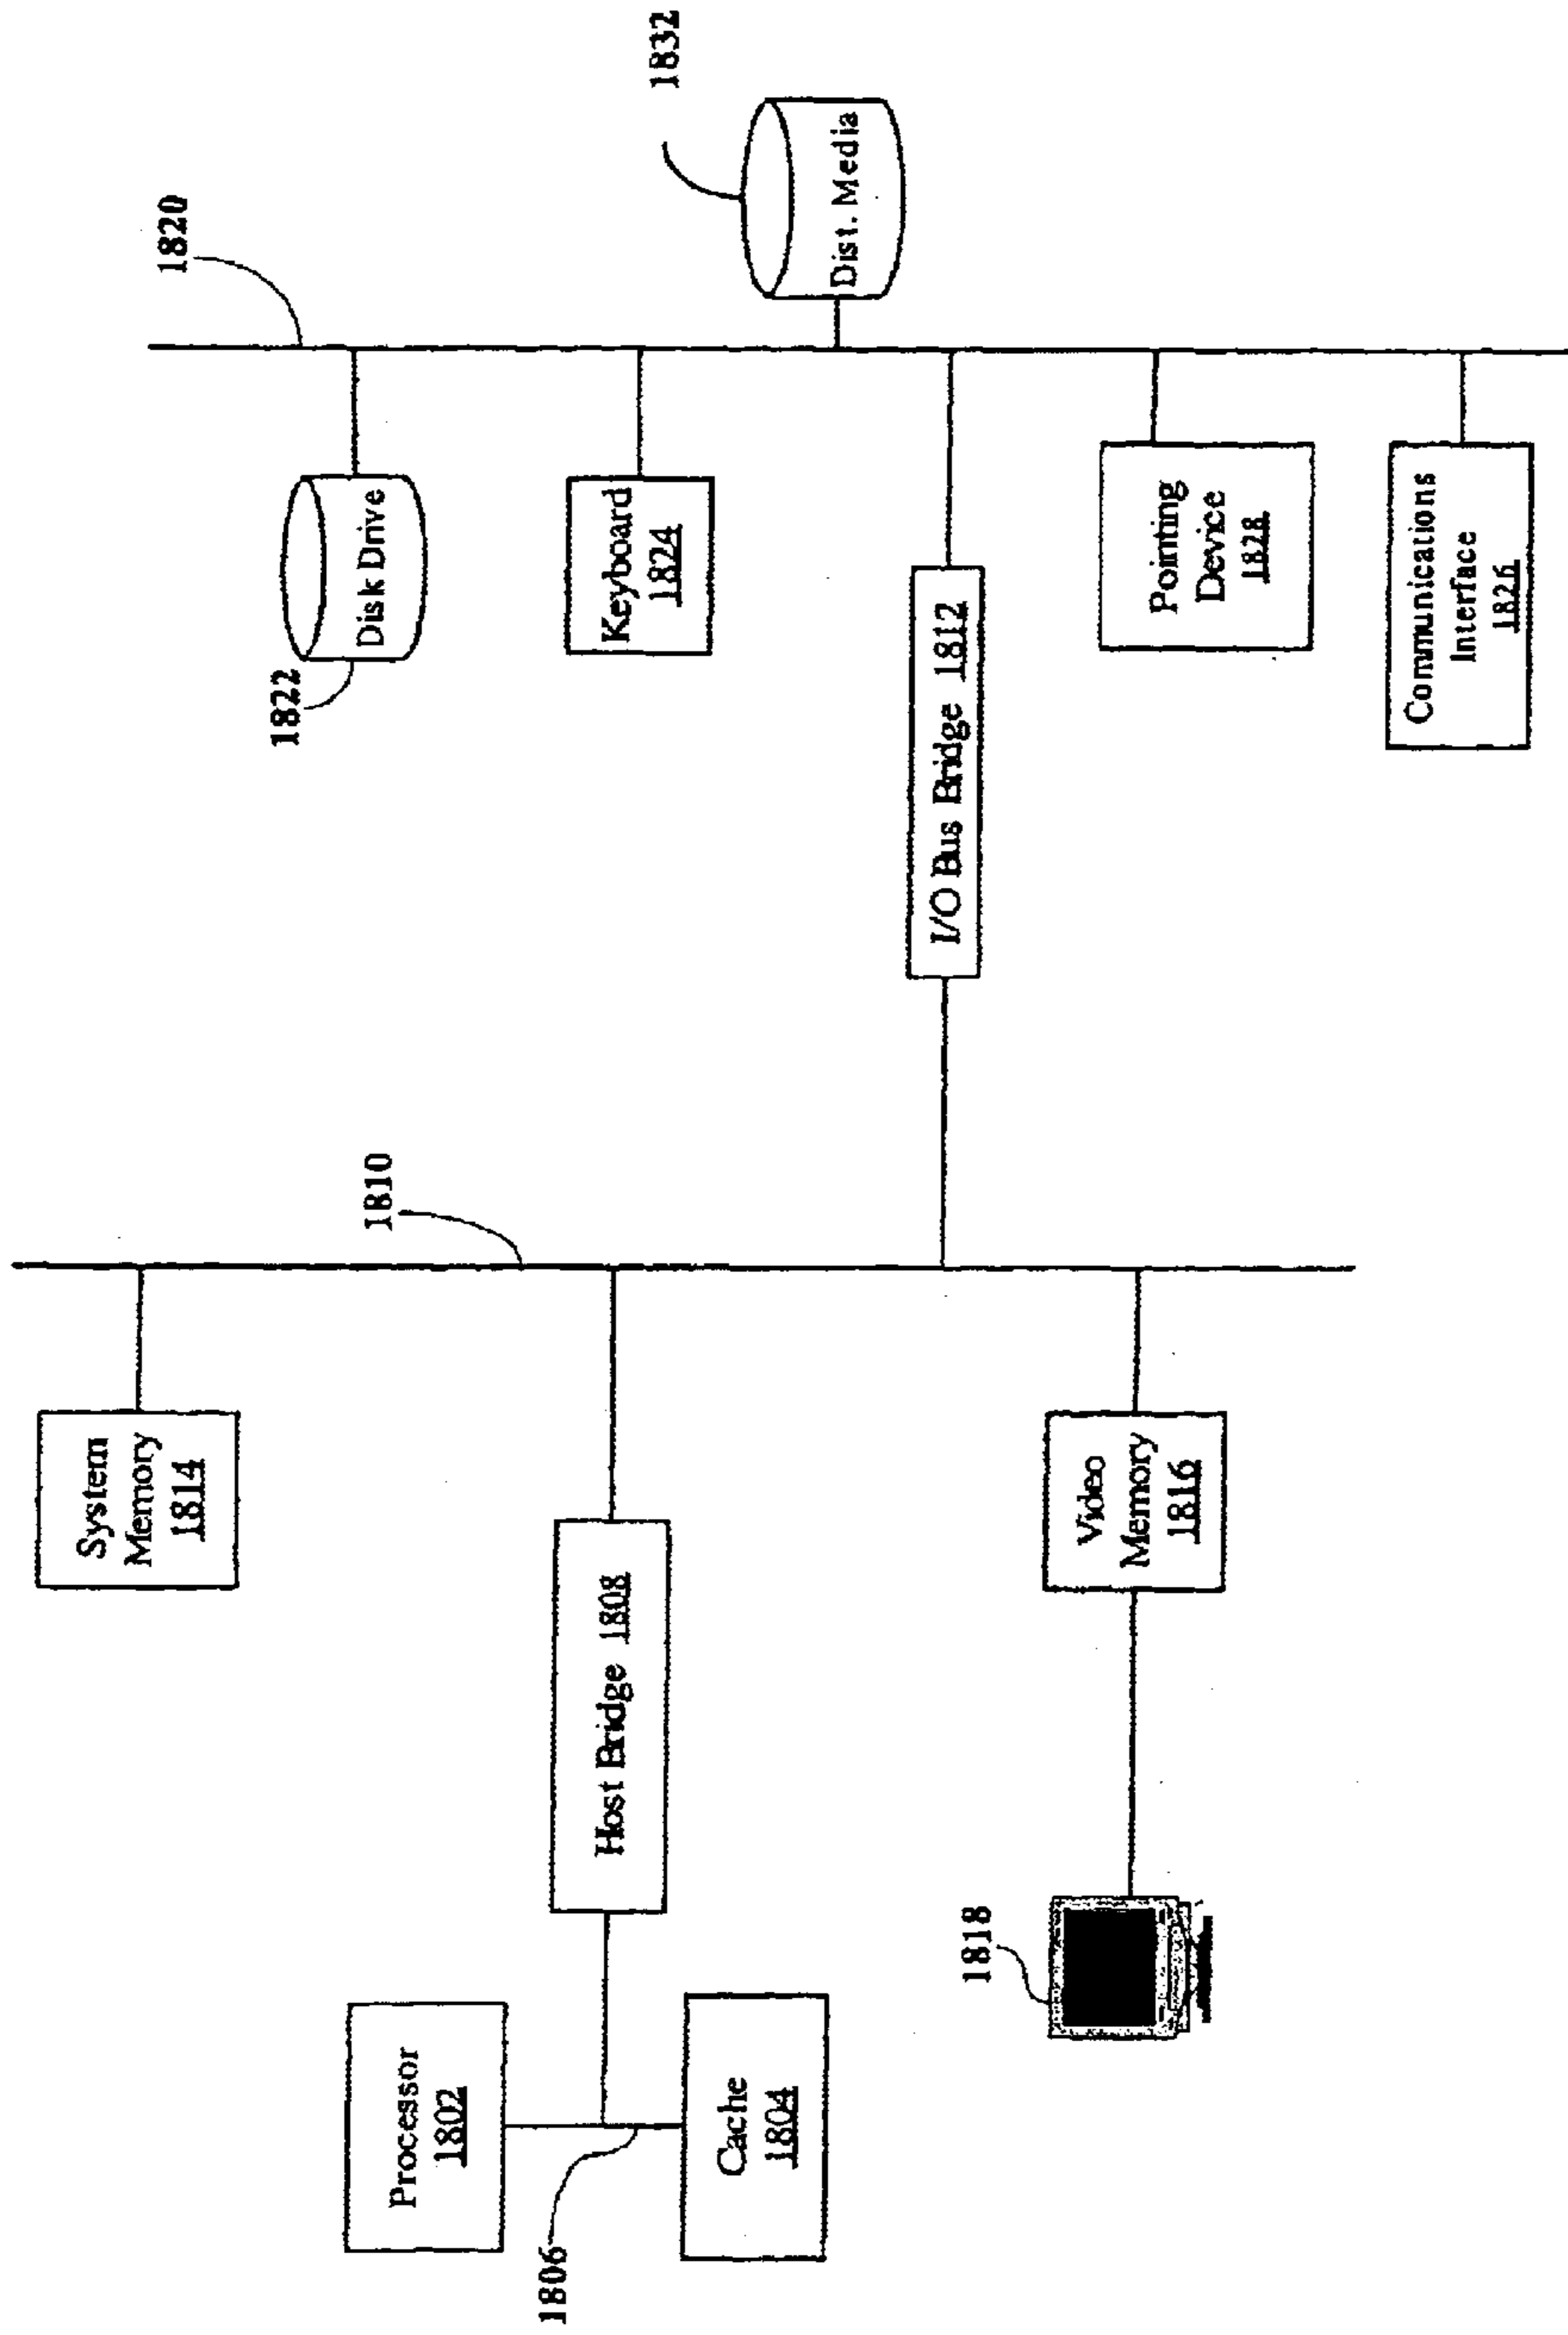 Processor
1802
1806
Cache
1804
Host Bridge 1808
System
Memory
1814
1810
1818
Video
Memory
1816
I/O Bus Bridge 1812
1820
1822
Disk Drive
Keyboard
1824
1832
Dist. Media
Pointing
Device
1828
Communications
Interface
1826